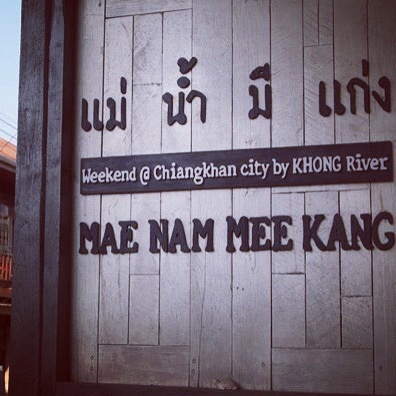 แม่ น้ำ มี แก่ง
Weekend @ Chiangkhan city by KHONG River
MAE NAM MEE KANG